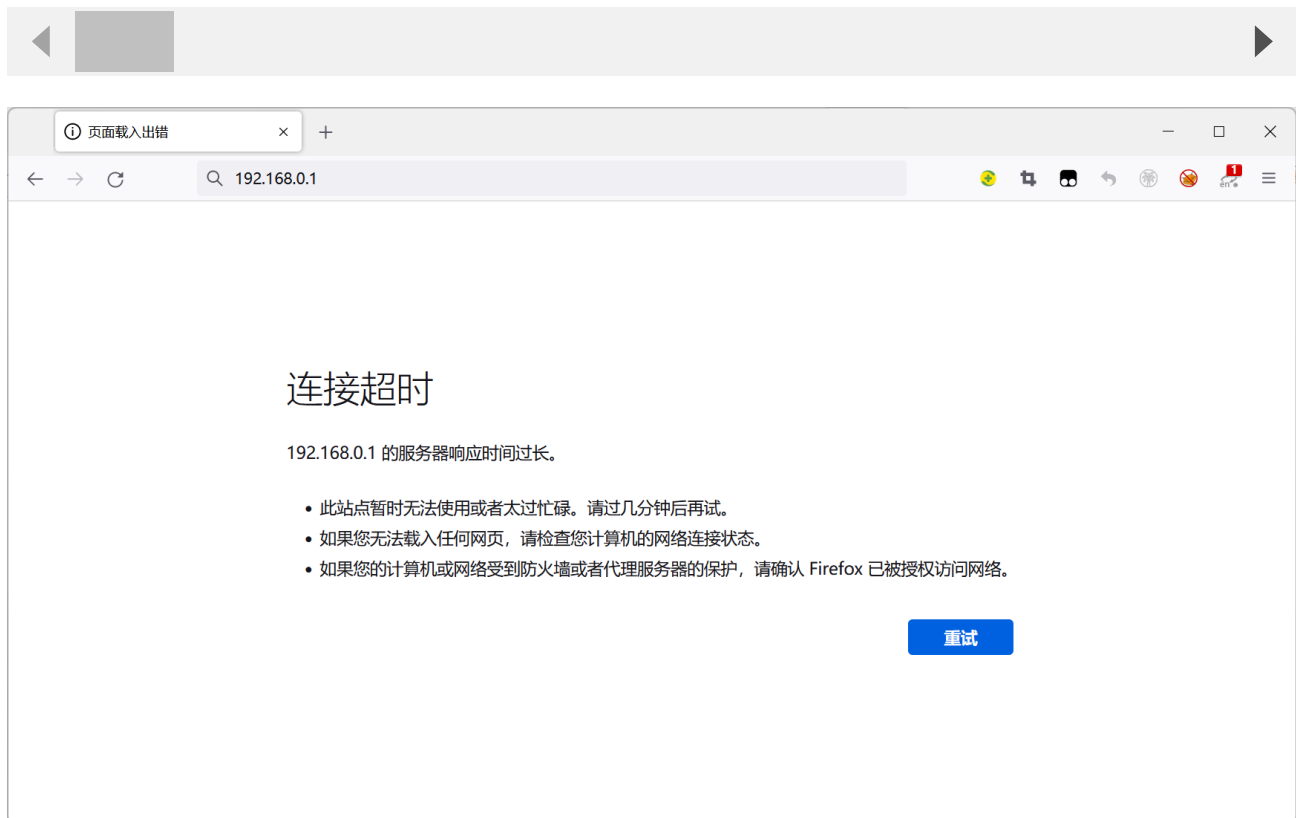 页面载入出错
192.168.0.1
1
en
连接超时
192.168.0.1 的服务器响应时间过长。
此站点暂时无法使用或者太过忙碌。请过几分钟后再试。
如果您无法载入任何网页，请检查您计算机的网络连接状态。
如果您的计算机或网络受到防火墙或者代理服务器的保护，请确认 Firefox 已被授权访问网络。
重试